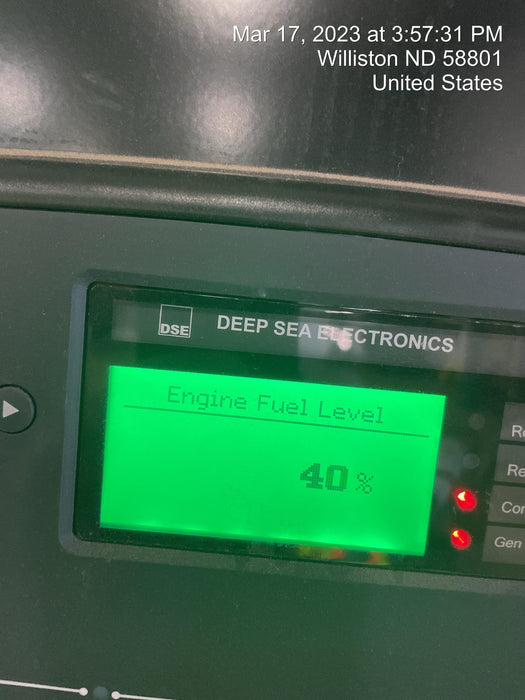 Mar 17, 2023 at 3:57:31 PM
Williston ND 58801
United States
DSE DEEP SEA ELECTRONICS
Engine Fuel Level
40 %
Gen